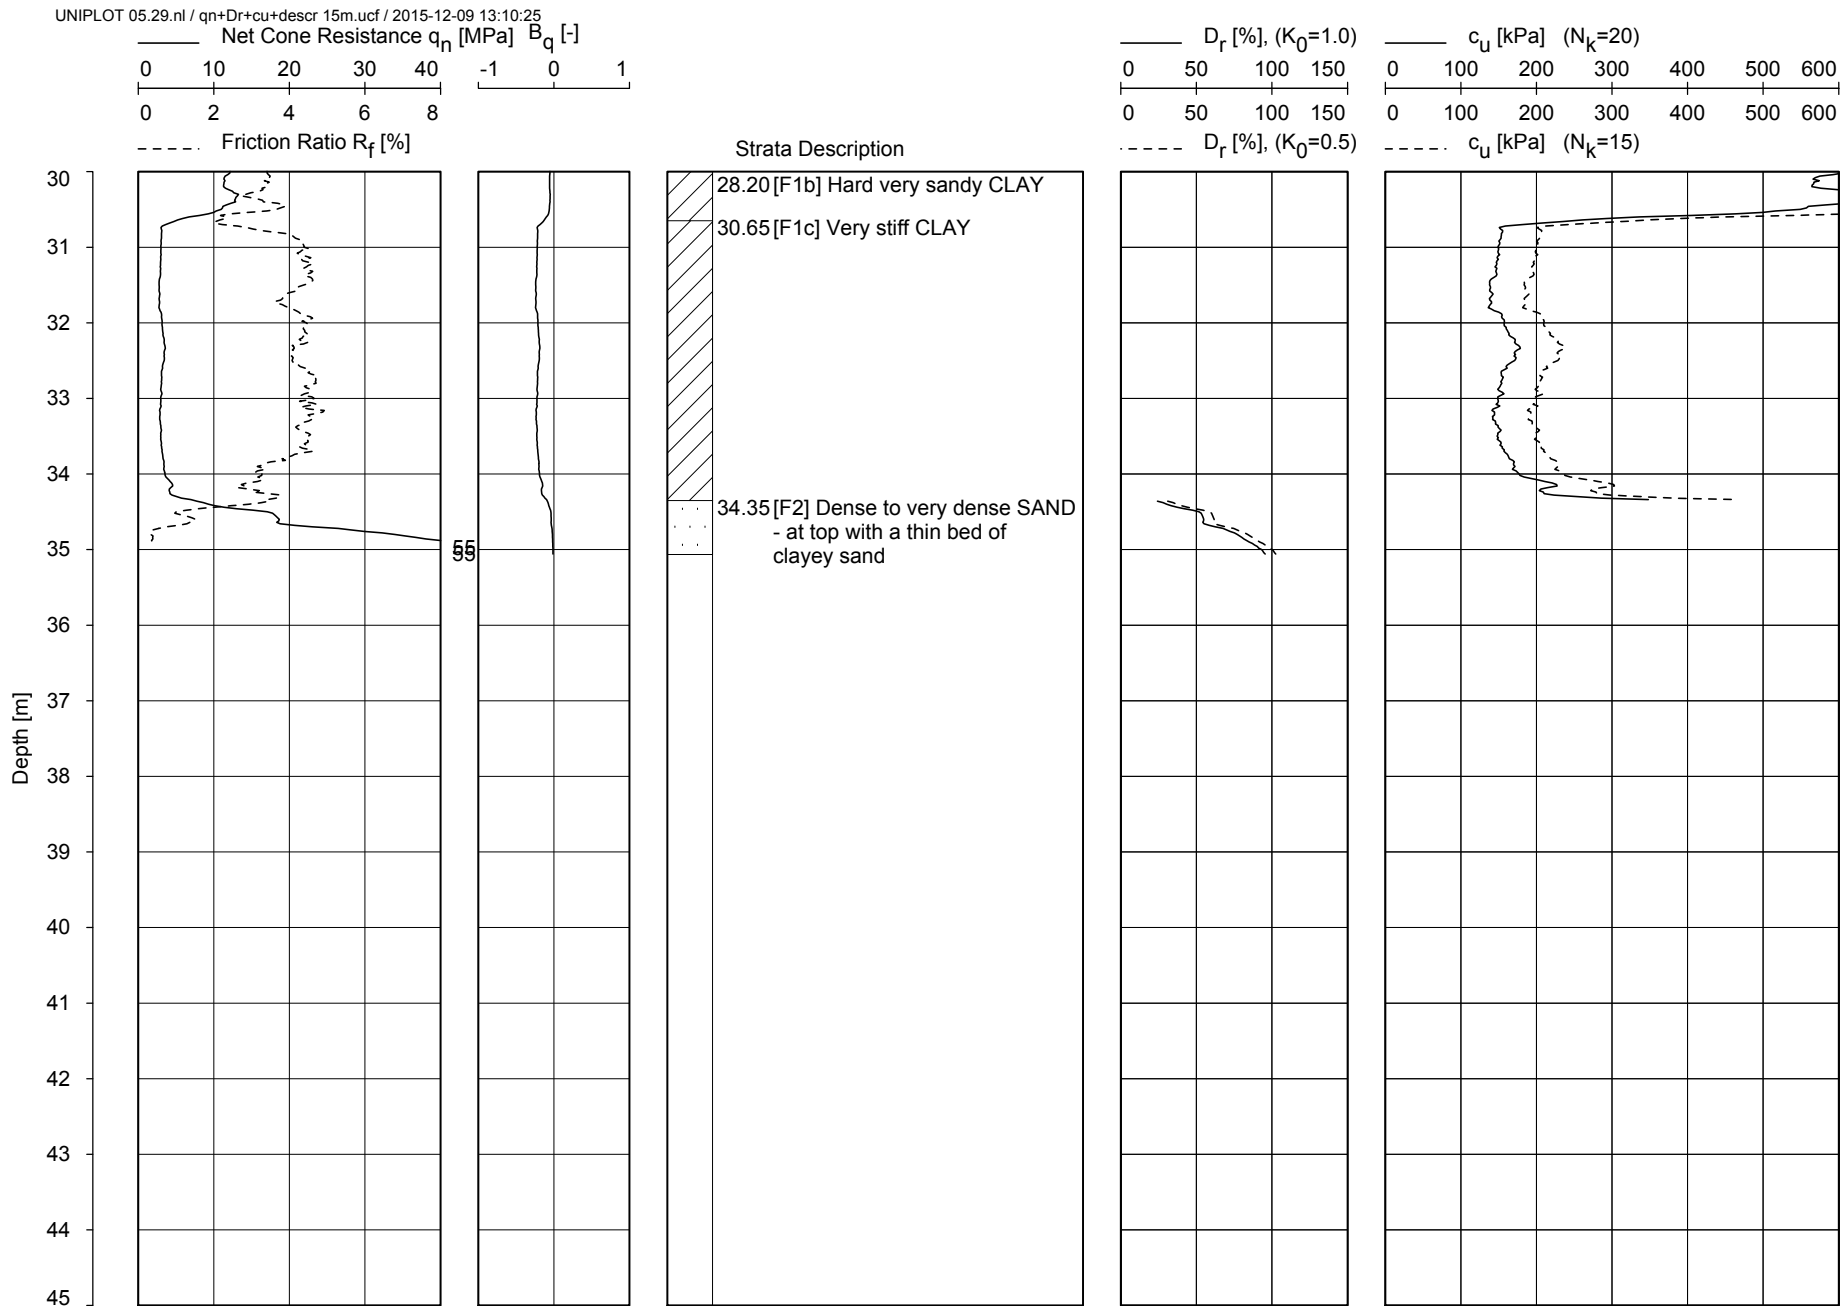 UNIPLOT 05.29.nl / qn+Dr+cu+descr 15m.ucf / 2015-12-09 13:10:25
Net Cone Resistance qn [MPa] Bq [-] Dr [%], (K0=1.0) cu [kPa] (Nk=20)
0 10 20 30 40 -1 0 1 0 50 100 150 0 100 200 300 400 500 600
0 2 4 6 8 0 50 100 150 0 100 200 300 400 500 600
Friction Ratio Rf [%] Dr [%], (K0=0.5) cu [kPa] (Nk=15)
Strata Description
30
28.20 [F1b] Hard very sandy CLAY
30.65 [F1c] Very stiff CLAY
31
32
33
34
34.35 [F2] Dense to very dense SAND
- at top with a thin bed of
clayey sand
55
35
36
37
Depth [m]
38
39
40
41
42
43
44
45